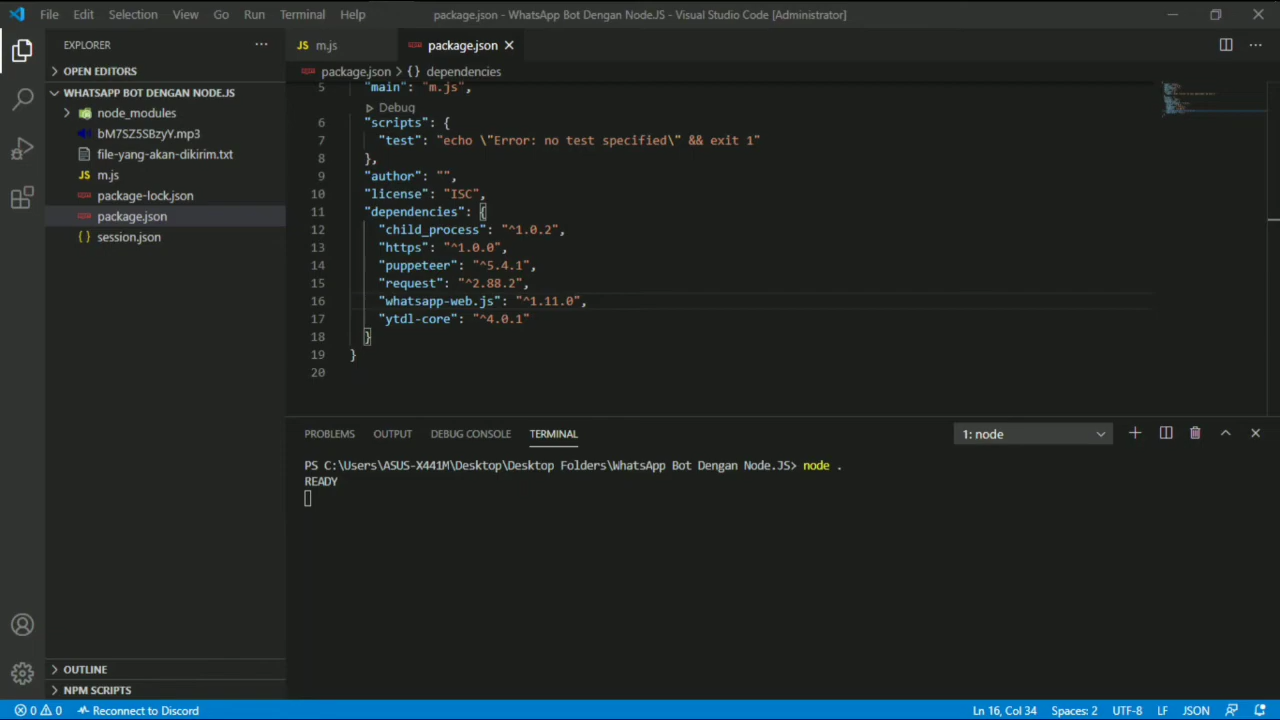 File Edit Selection View Go Run Terminal Help
package.json - WhatsApp Bot Dengan Node.JS - Visual Studio Code [Administrator]
EXPLORER
OPEN EDITORS
WHATSAPP BOT DENGAN NODE.JS
node_modules
bM7SZ5SBzyY.mp3
file-yang-akan-dikirim.txt
JS m.js
package-lock.json
package.json
{} session.json
OUTLINE
NPM SCRIPTS
JS m.js
package.json
package.json > {} dependencies
5 "main": "m.js",
Debug
6 "scripts": {
7 "test": "echo \"Error: no test specified\" && exit 1"
8 },
9 "author": "",
10 "license": "ISC",
11 "dependencies": {
12 "child_process": "^1.0.2",
13 "https": "^1.0.0",
14 "puppeteer": "^5.4.1",
15 "request": "^2.88.2",
16 "whatsapp-web.js": "^1.11.0",
17 "ytdl-core": "^4.0.1"
18 }
19 }
20
PROBLEMS OUTPUT DEBUG CONSOLE TERMINAL
1: node
PS C:\Users\ASUS-X441M\Desktop\Desktop Folders\WhatsApp Bot Dengan Node.JS> node .
READY
0 0 Reconnect to Discord
Ln 16, Col 34 Spaces: 2 UTF-8 LF JSON